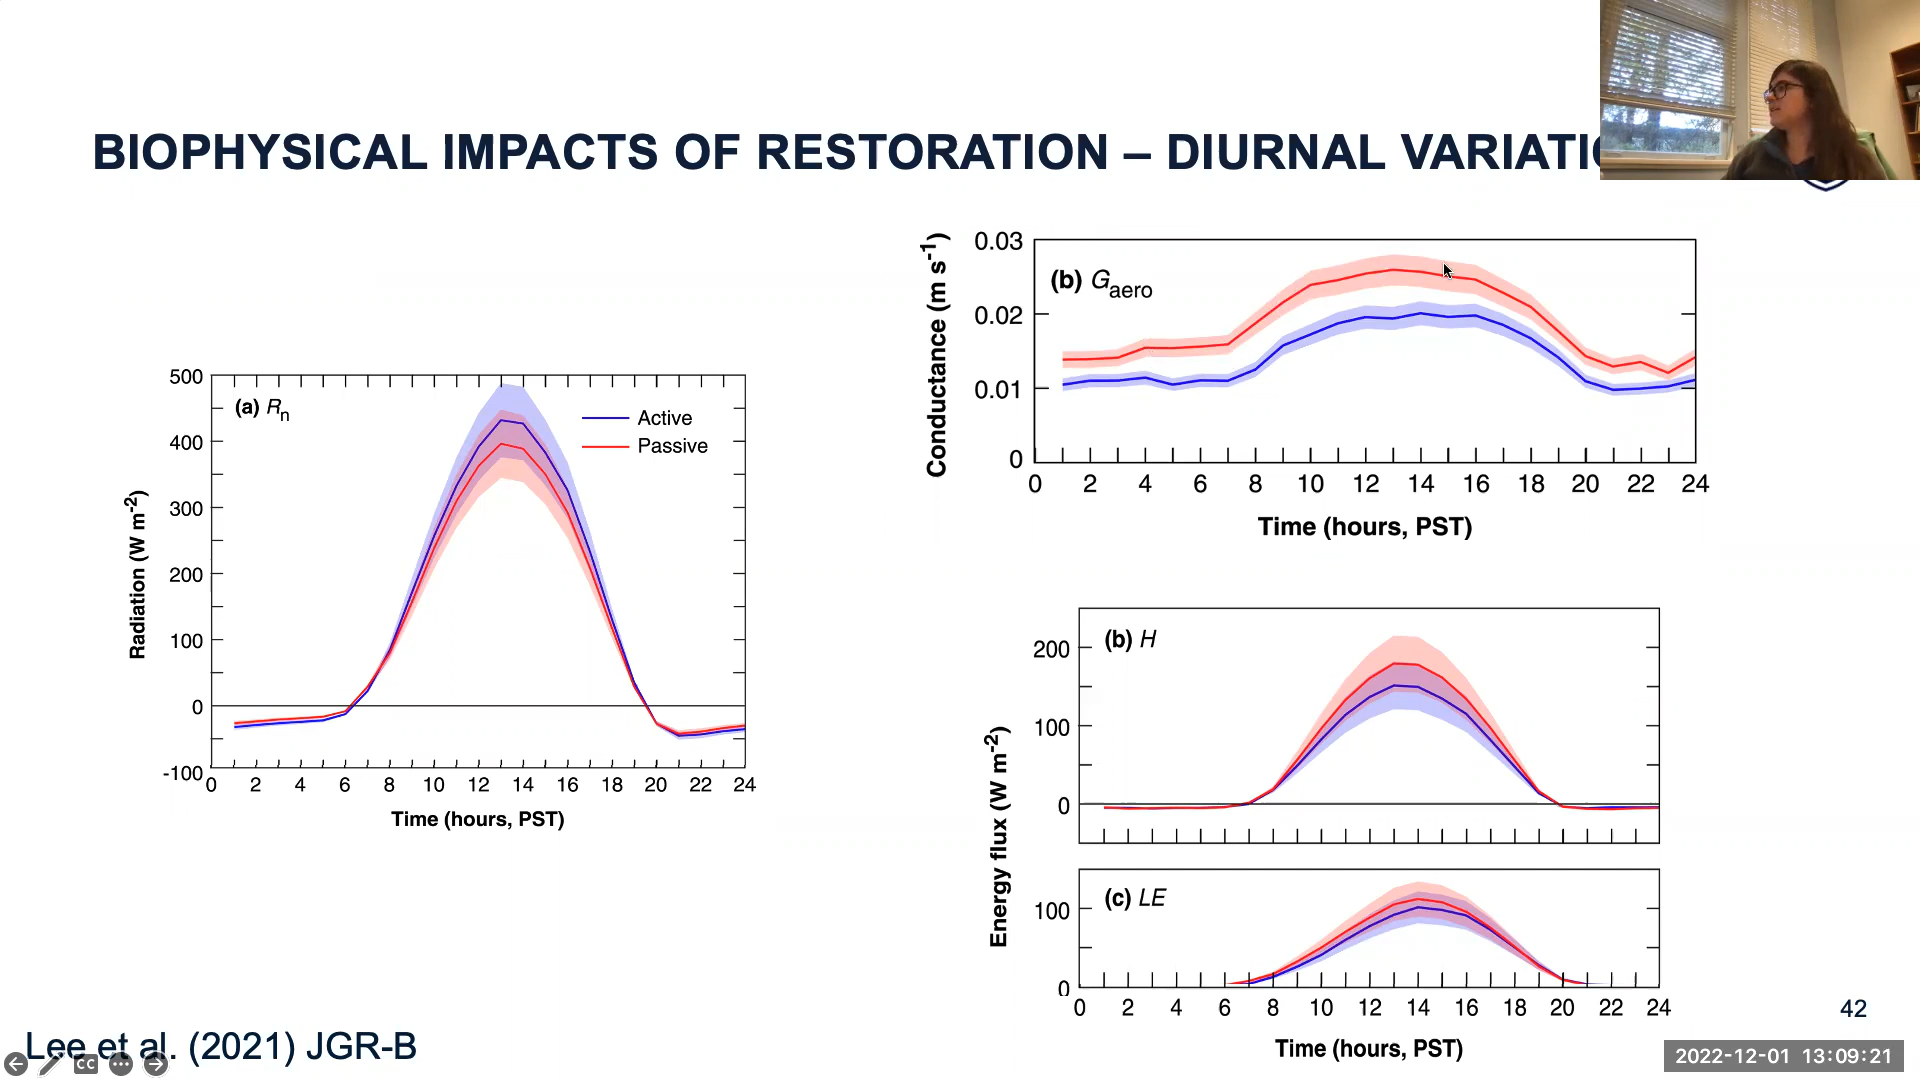 BIOPHYSICAL IMPACTS OF RESTORATION – DIURNAL VARIATIO
(a) Rn
Active
Passive
500
400
300
200
100
0
-100
0 2 4 6 8 10 12 14 16 18 20 22 24
Radiation (W m-2)
Time (hours, PST)
(b) Gaero
0.03
0.02
0.01
0
0 2 4 6 8 10 12 14 16 18 20 22 24
Conductance (m s-1)
Time (hours, PST)
(b) H
200
100
0
(c) LE
100
0
0 2 4 6 8 10 12 14 16 18 20 22 24
Energy flux (W m-2)
Time (hours, PST)
42
Lee et al. (2021) JGR-B
CC
2022-12-01 13:09:21